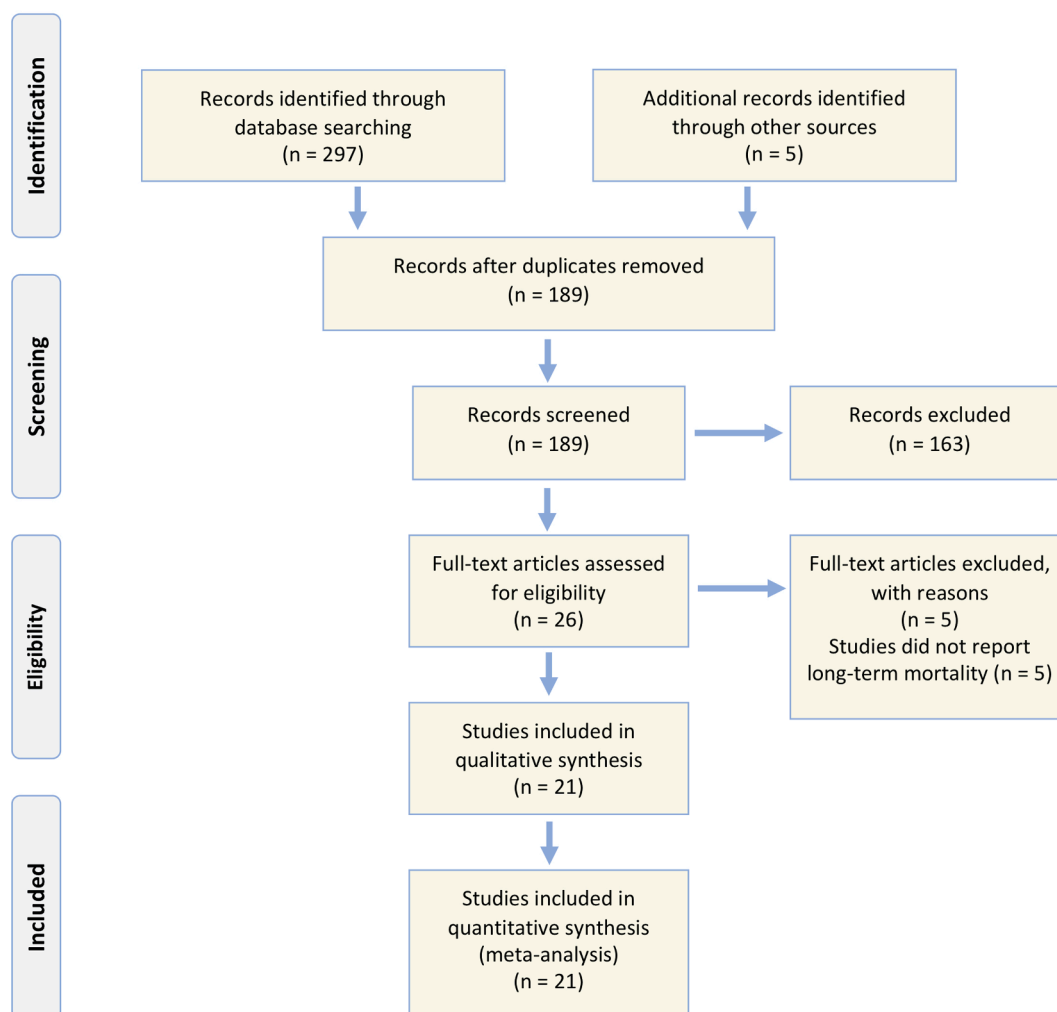 Identification
Records identified through
database searching
(n = 297)
Additional records identified
through other sources
(n = 5)
Records after duplicates removed
(n = 189)
Screening
Records screened
(n = 189)
Records excluded
(n = 163)
Eligibility
Full-text articles assessed
for eligibility
(n = 26)
Full-text articles excluded,
with reasons
(n = 5)
Studies did not report
long-term mortality (n = 5)
Studies included in
qualitative synthesis
(n = 21)
Included
Studies included in
quantitative synthesis
(meta-analysis)
(n = 21)